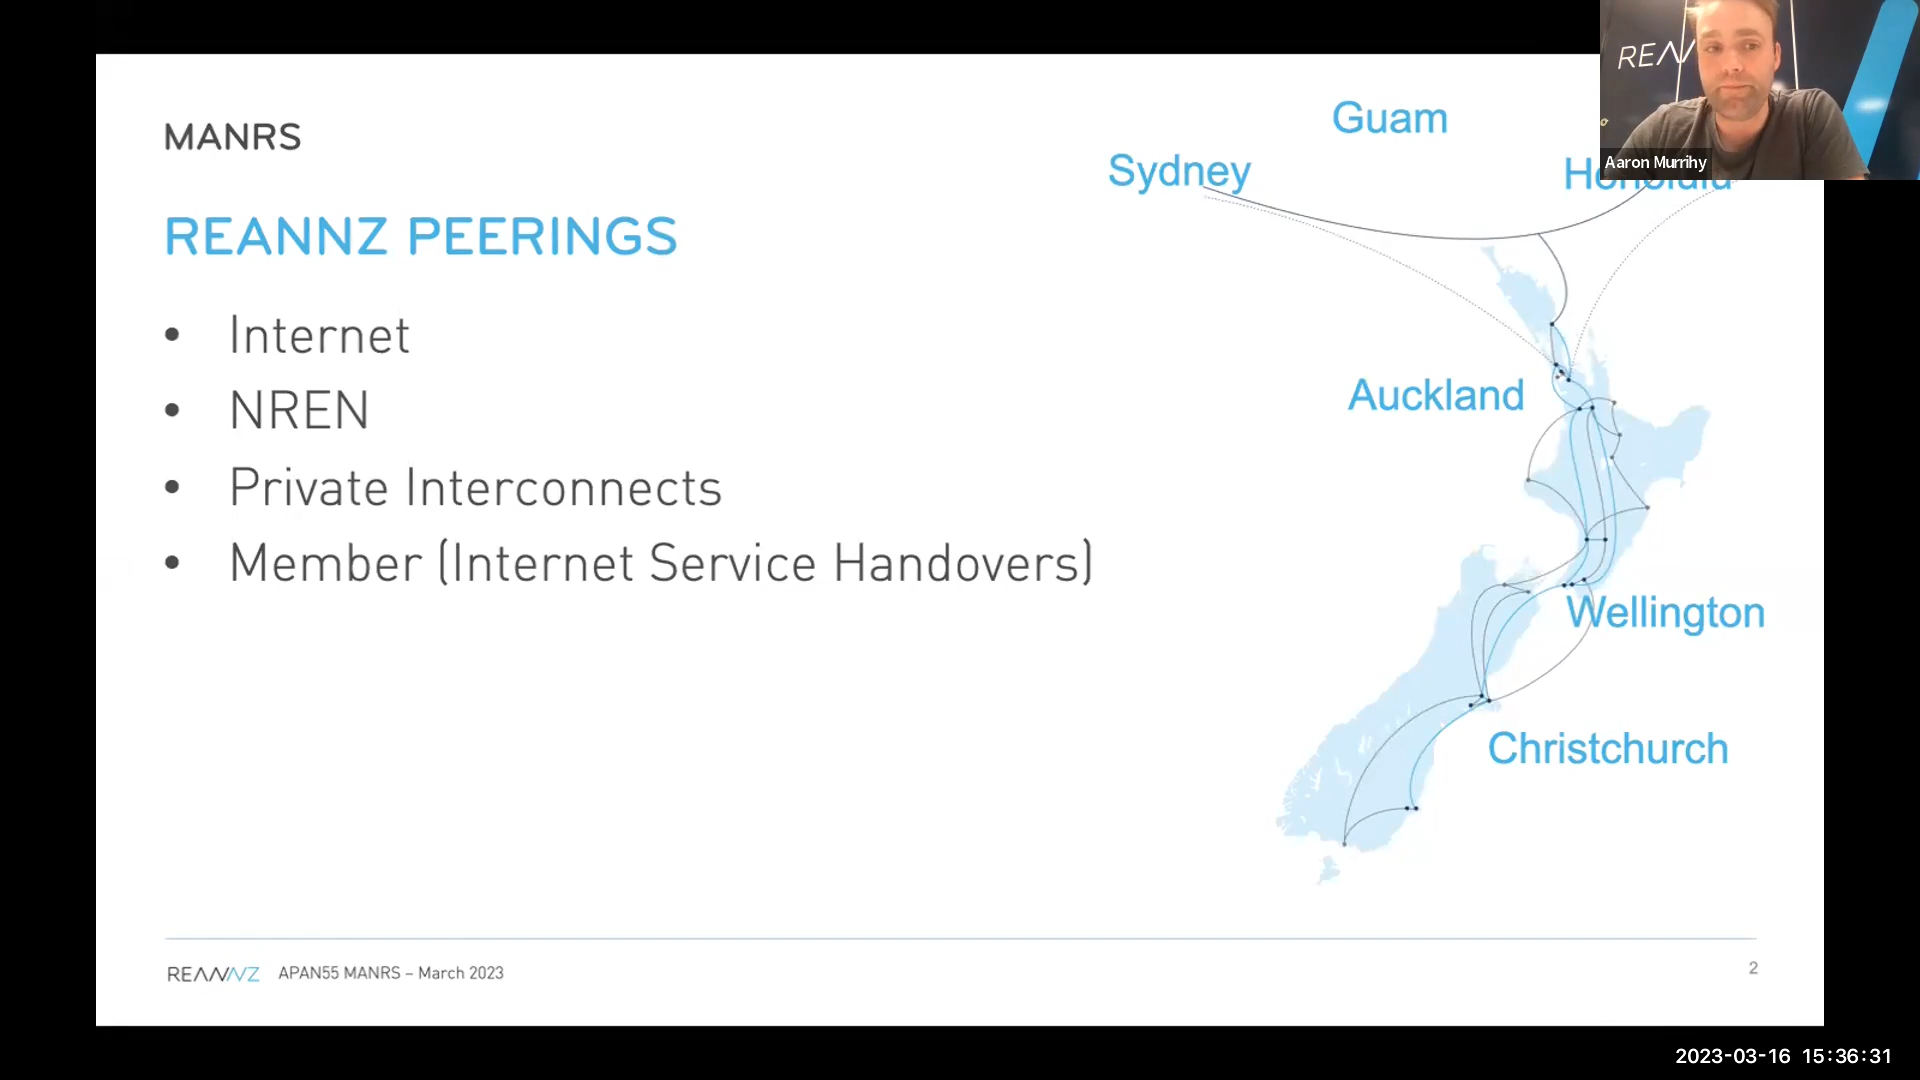 MANRS
REANNZ PEERINGS
• Internet
• NREN
• Private Interconnects
• Member (Internet Service Handovers)
Guam
Sydney
Honolulu
Auckland
Wellington
Christchurch
REANNZ APAN55 MANRS – March 2023
2
Aaron Murrihy
2023-03-16 15:36:31